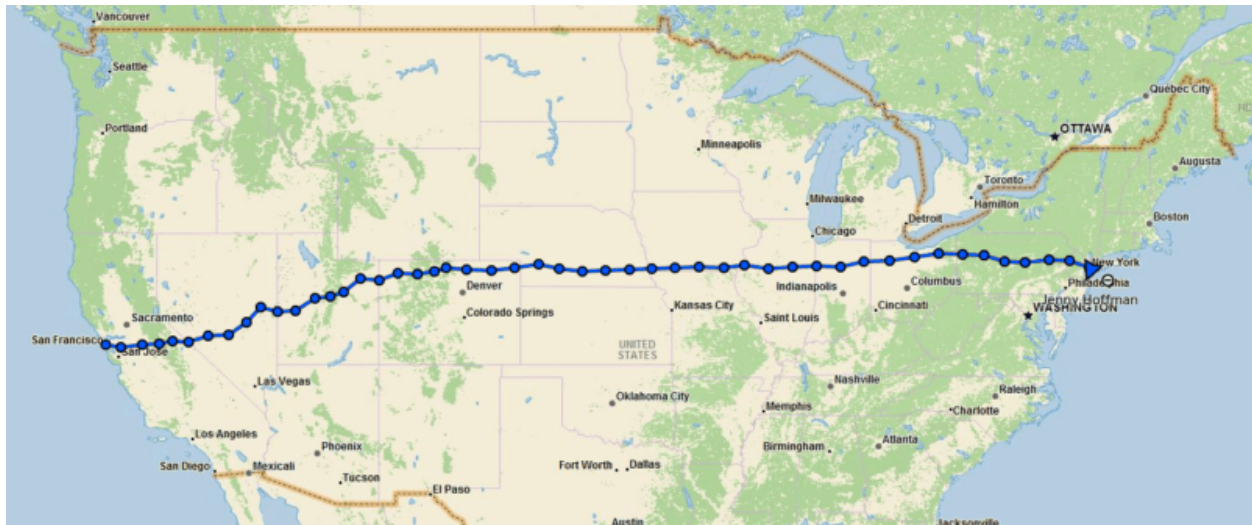 Vancouver
Seattle
Quebec City
Portland
OTTAWA
Minneapolis
Augusta
Toronto
Milwaukee
Hamilton
Detroit
Boston
Chicago
New York
Indianapolis
Columbus
Philadelphia
Denver
Jenny Hoffman
Kansas City
Cincinnati
WASHINGTON
Colorado Springs
Sacramento
Saint Louis
San Francisco
UNITED
STATES
San Jose
Las Vegas
Nashville
Raleigh
Oklahoma City
Memphis
Charlotte
Los Angeles
Birmingham
Atlanta
Phoenix
San Diego
Mexicali
Fort Worth
Dallas
Tucson
El Paso
Austin
Jacksonville